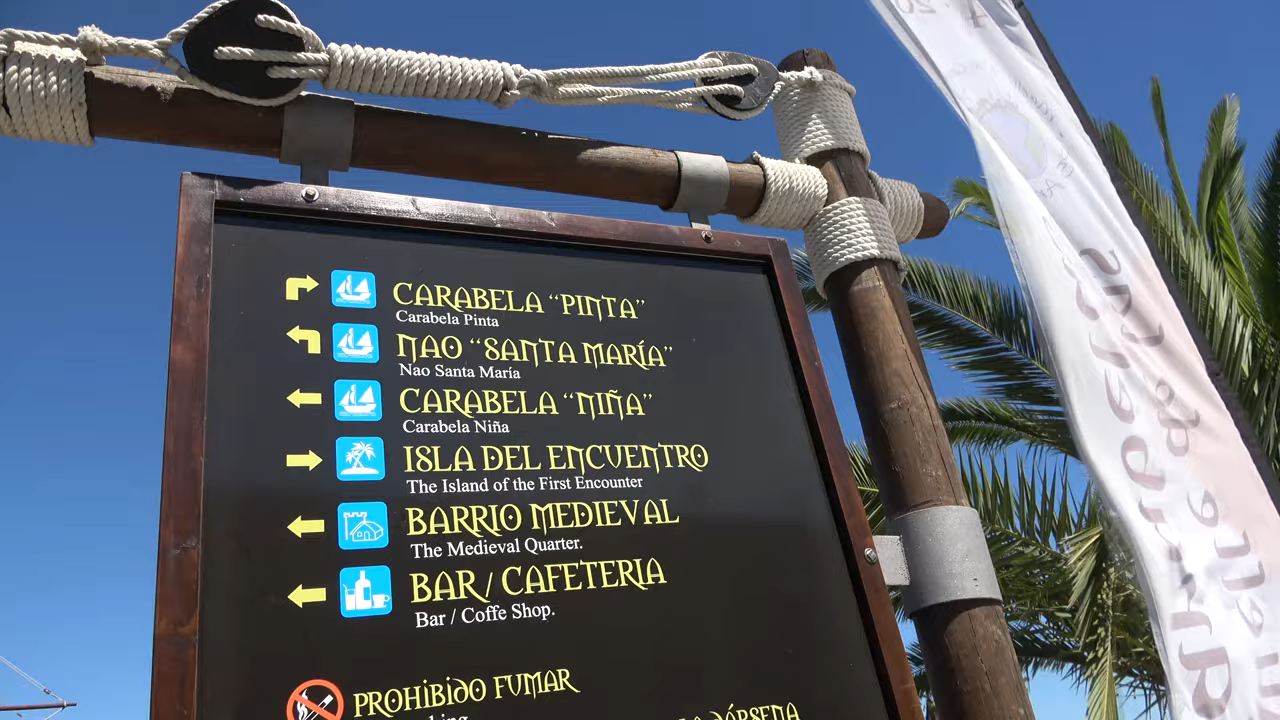 CARABELA “PINTA”
Carabela Pinta
NAO “SANTA MARÍA”
Nao Santa María
CARABELA “NIÑA”
Carabela Niña
ISLA DEL ENCUENTRO
The Island of the First Encounter
BARRIO MEDIEVAL
The Medieval Quarter.
BAR / CAFETERIA
Bar / Coffe Shop.
PROHIBIDO FUMAR
DÁRSENA